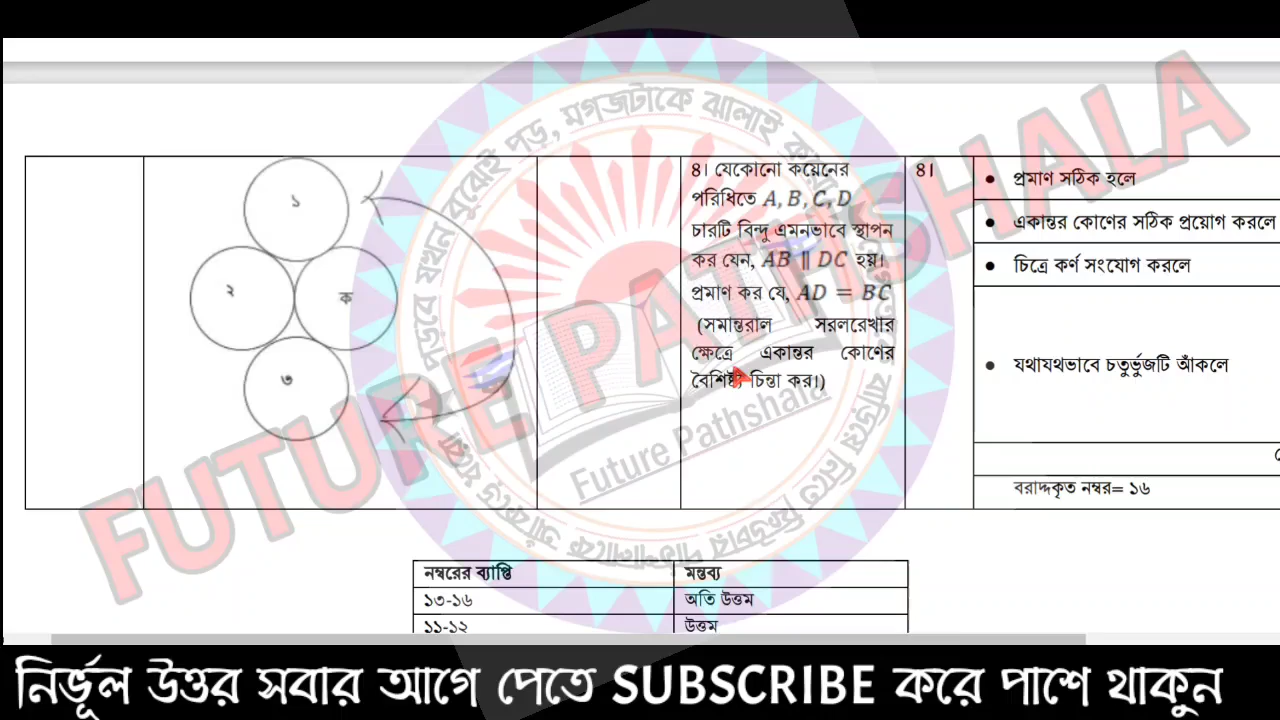 ১
২
ক
৩
৪। যেকোনো কয়েনের
পরিধিতে A, B, C, D
চারটি বিন্দু এমনভাবে স্থাপন
কর যেন, AB ∥ DC হয়।
প্রমাণ কর যে, AD = BC
(সমান্তরাল সরলরেখার
ক্ষেত্রে একান্তর কোণের
বৈশিষ্ট্য চিন্তা কর।)
৪।
● প্রমাণ সঠিক হলে
● একান্তর কোণের সঠিক প্রয়োগ করলে
● চিত্রে কর্ণ সংযোগ করলে
● যথাযথভাবে চতুর্ভুজটি আঁকলে
বরাদ্দকৃত নম্বর= ১৬
নম্বরের ব্যাপ্তি মন্তব্য
১৩-১৬ অতি উত্তম
১১-১২ উত্তম
FUTURE PATHSHALA
Future Pathshala
নির্ভূল উত্তর সবার আগে পেতে SUBSCRIBE করে পাশে থাকুন